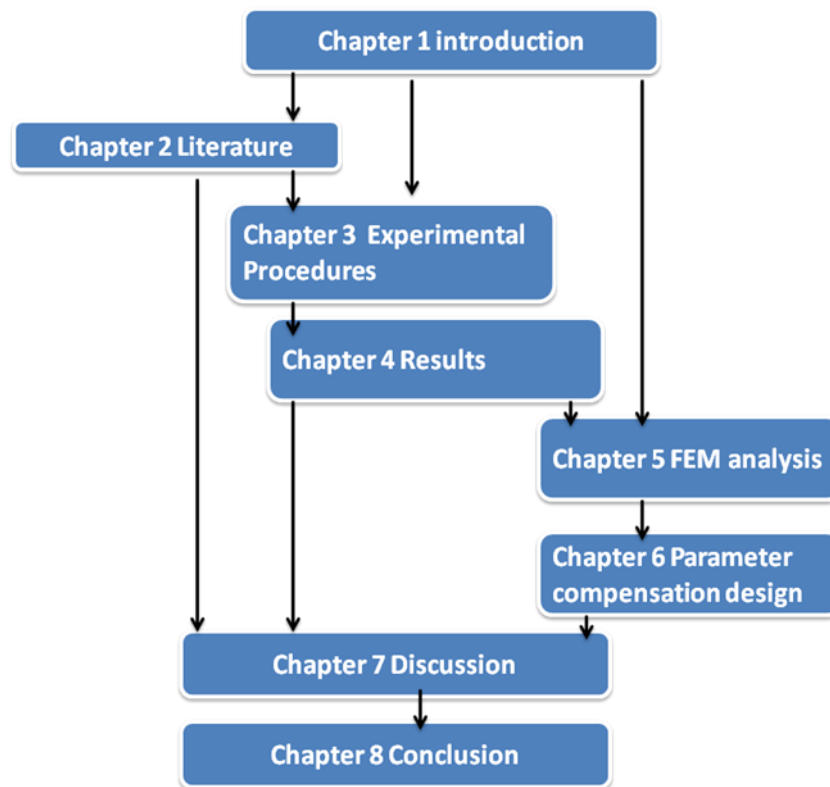 Chapter 1 introduction
Chapter 2 Literature
Chapter 3 Experimental
Procedures
Chapter 4 Results
Chapter 5 FEM analysis
Chapter 6 Parameter
compensation design
Chapter 7 Discussion
Chapter 8 Conclusion